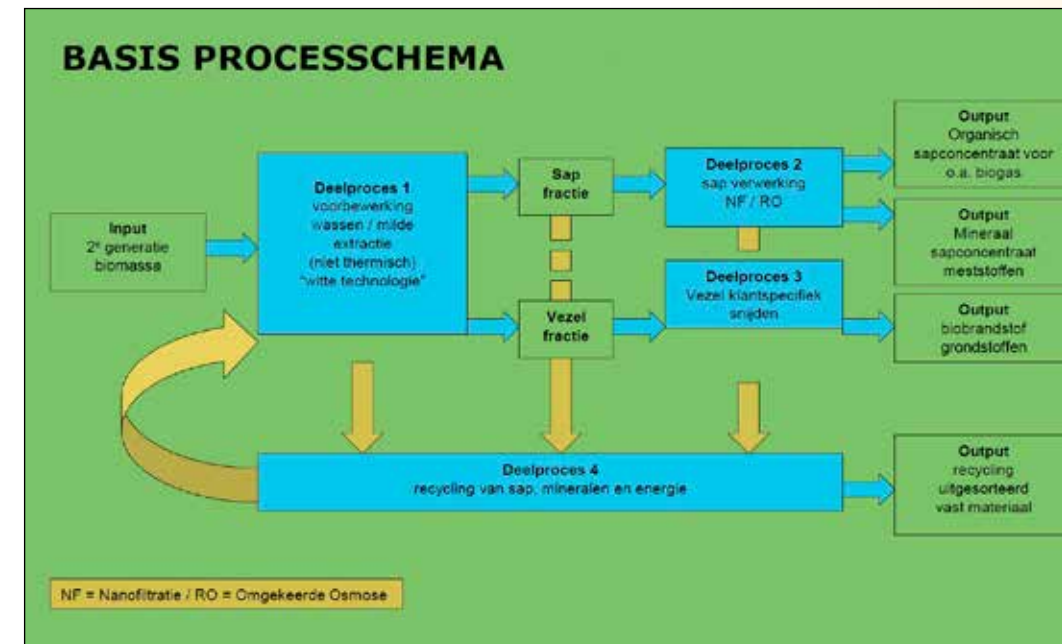 BASIS PROCESSCHEMA
Input
2e generatie
biomassa
Deelproces 1
voorbewerking
wassen / milde
extractie
(niet thermisch)
"witte technologie"
Sap
fractie
Vezel
fractie
Deelproces 2
sap verwerking
NF / RO
Deelproces 3
Vezel klantspecifiek
snijden
Output
Organisch
sapconcentraat voor
o.a. biogas
Output
Mineraal
sapconcentraat
meststoffen
Output
biobrandstof
grondstoffen
Deelproces 4
recycling van sap, mineralen en energie
Output
recycling
uitgesorteerd
vast materiaal
NF = Nanofiltratie / RO = Omgekeerde Osmose